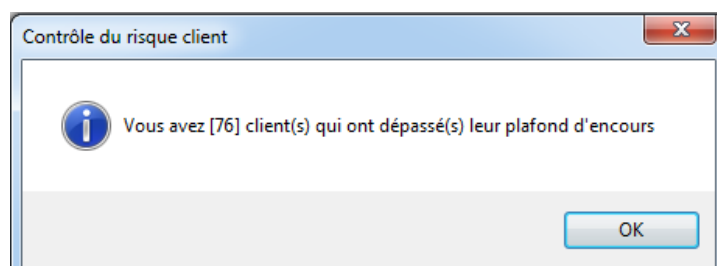 Contrôle du risque client
Vous avez [76] client(s) qui ont dépassé(s) leur plafond d'encours
OK